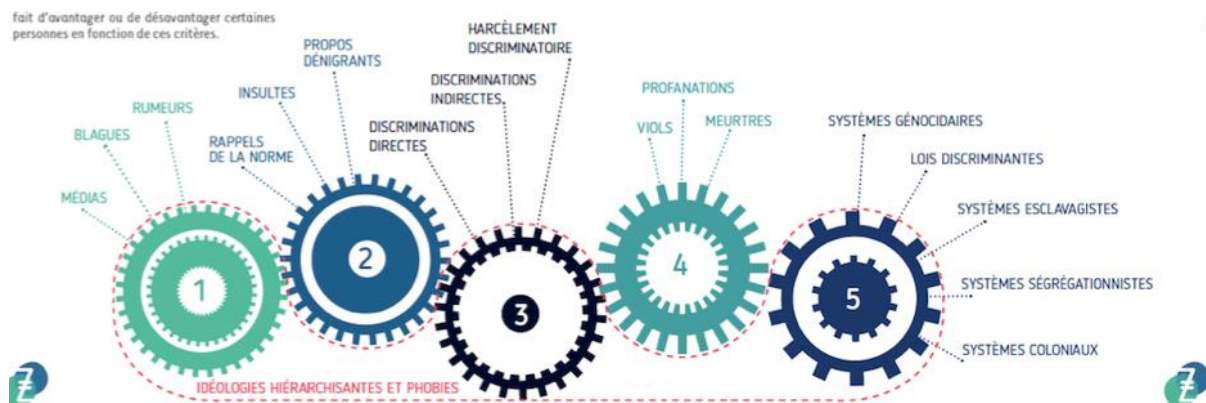 fait d'avantager ou de désavantager certaines
personnes en fonction de ces critères.
MÉDIAS
BLAGUES
RUMEURS
1
RAPPELS
DE LA NORME
INSULTES
PROPOS
DÉNIGRANTS
2
DISCRIMINATIONS
DIRECTES
DISCRIMINATIONS
INDIRECTES
HARCÈLEMENT
DISCRIMINATOIRE
3
VIOLS
PROFANATIONS
MEURTRES
4
SYSTÈMES GÉNOCIDAIRES
LOIS DISCRIMINANTES
SYSTÈMES ESCLAVAGISTES
SYSTÈMES SÉGRÉGATIONNISTES
SYSTÈMES COLONIAUX
5
IDÉOLOGIES HIÉRARCHISANTES ET PHOBIES